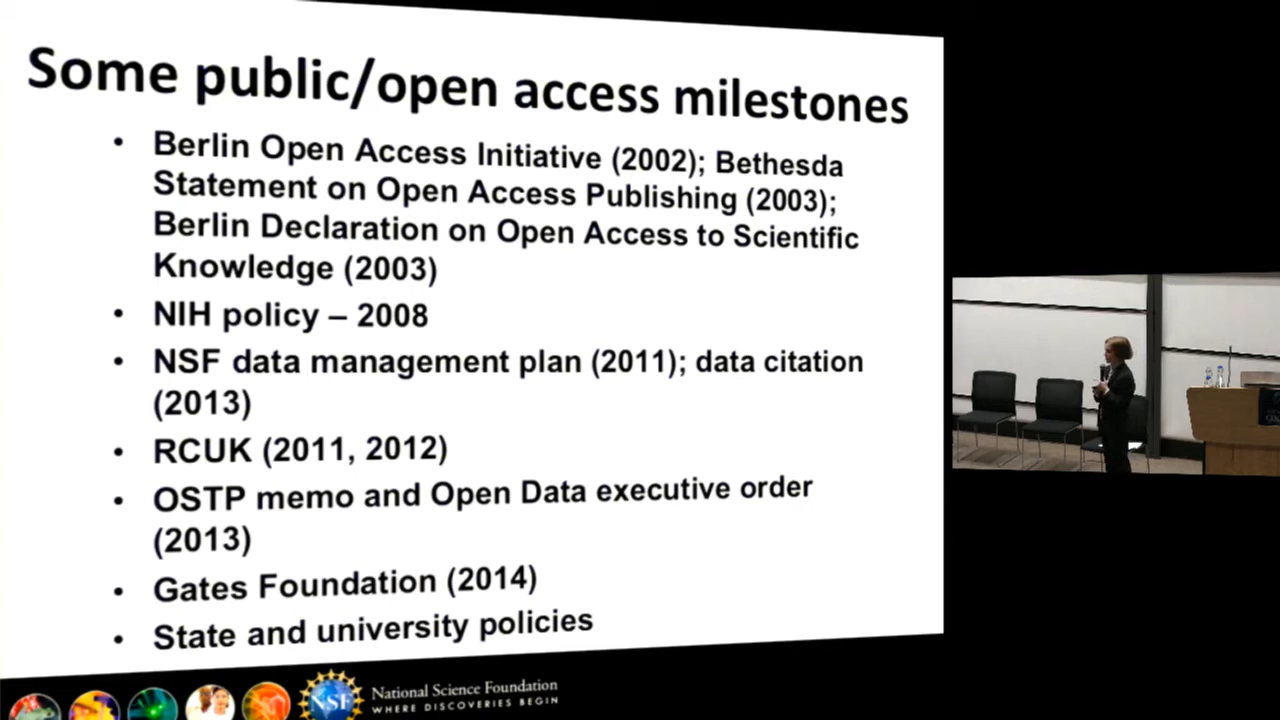 Some public/open access milestones
• Berlin Open Access Initiative (2002); Bethesda
Statement on Open Access Publishing (2003);
Berlin Declaration on Open Access to Scientific
Knowledge (2003)
• NIH policy – 2008
• NSF data management plan (2011); data citation
(2013)
• RCUK (2011, 2012)
• OSTP memo and Open Data executive order
(2013)
• Gates Foundation (2014)
• State and university policies
NSF
National Science Foundation
WHERE DISCOVERIES BEGIN